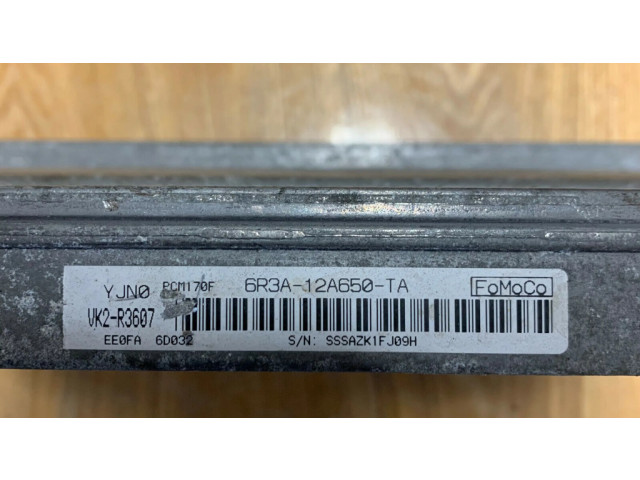 YJN0 PCM170F 6R3A-12A650-TA FoMoCo
VK2-R3607
EE0FA 6D032 S/N: SSSAZK1FJ09H